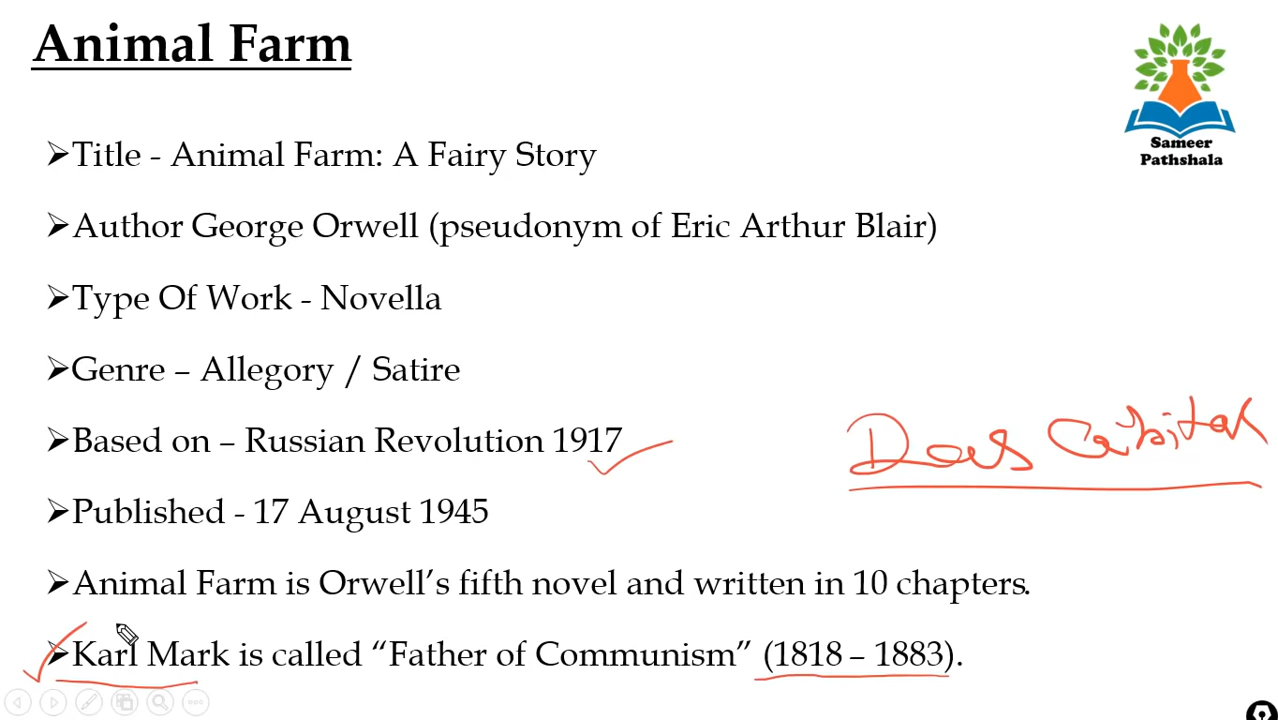 Animal Farm
Sameer
Pathshala
➢Title - Animal Farm: A Fairy Story
➢Author George Orwell (pseudonym of Eric Arthur Blair)
➢Type Of Work - Novella
➢Genre – Allegory / Satire
➢Based on – Russian Revolution 1917
Das Capital
➢Published - 17 August 1945
➢Animal Farm is Orwell’s fifth novel and written in 10 chapters.
➢Karl Mark is called “Father of Communism” (1818 – 1883).